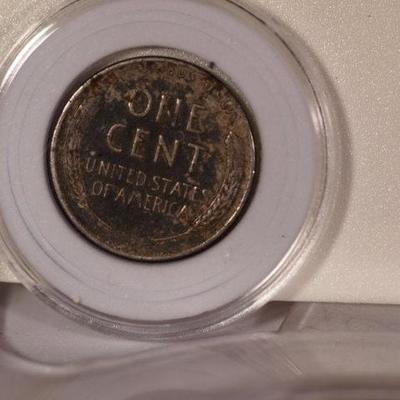 ONE
CENT
UNITED STATES
OF AMERICA